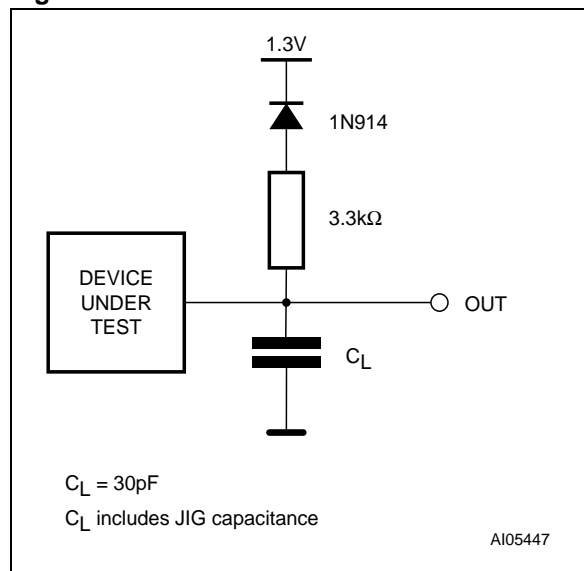 1.3V
1N914
3.3kΩ
DEVICE
UNDER
TEST
OUT
CL
CL = 30pF
CL includes JIG capacitance
AI05447